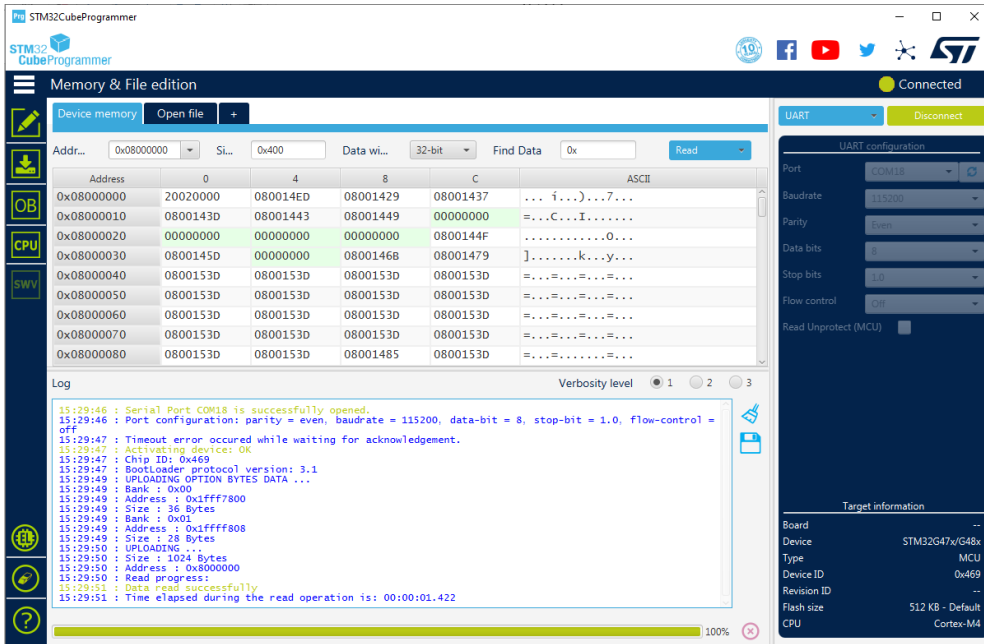 Prg STM32CubeProgrammer
STM32
CubeProgrammer
10
ST
Memory & File edition
Connected
Device memory Open file +
UART Disconnect
Addr... 0x08000000 Si... 0x400 Data wi... 32-bit Find Data 0x Read
Address 0 4 8 C ASCII
0x08000000 20020000 080014ED 08001429 08001437 ... í...)...7...
0x08000010 0800143D 08001443 08001449 00000000 =...C...I.......
0x08000020 00000000 00000000 00000000 0800144F ............O...
0x08000030 0800145D 00000000 0800146B 08001479 ].......k...y...
0x08000040 0800153D 0800153D 0800153D 0800153D =...=...=...=...
0x08000050 0800153D 0800153D 0800153D 0800153D =...=...=...=...
0x08000060 0800153D 0800153D 0800153D 0800153D =...=...=...=...
0x08000070 0800153D 0800153D 0800153D 0800153D =...=...=...=...
0x08000080 0800153D 0800153D 08001485 0800153D =...=.......=...
OB
CPU
SWV
Log Verbosity level 1 2 3
15:29:46 : Serial Port COM18 is successfully opened.
15:29:46 : Port configuration: parity = even, baudrate = 115200, data-bit = 8, stop-bit = 1.0, flow-control =
off
15:29:47 : Timeout error occured while waiting for acknowledgement.
15:29:47 : Activating device: OK
15:29:47 : Chip ID: 0x469
15:29:47 : BootLoader protocol version: 3.1
15:29:49 : UPLOADING OPTION BYTES DATA ...
15:29:49 : Bank : 0x00
15:29:49 : Address : 0x1fff7800
15:29:49 : Size : 36 Bytes
15:29:49 : Bank : 0x01
15:29:49 : Address : 0x1ffff808
15:29:49 : Size : 28 Bytes
15:29:50 : UPLOADING ...
15:29:50 : Size : 1024 Bytes
15:29:50 : Address : 0x8000000
15:29:50 : Read progress:
15:29:51 : Data read successfully
15:29:51 : Time elapsed during the read operation is: 00:00:01.422
100%
UART configuration
Port COM18
Baudrate 115200
Parity Even
Data bits 8
Stop bits 1.0
Flow control Off
Read Unprotect (MCU)
Target information
Board --
Device STM32G47x/G48x
Type MCU
Device ID 0x469
Revision ID --
Flash size 512 KB - Default
CPU Cortex-M4
EL
?